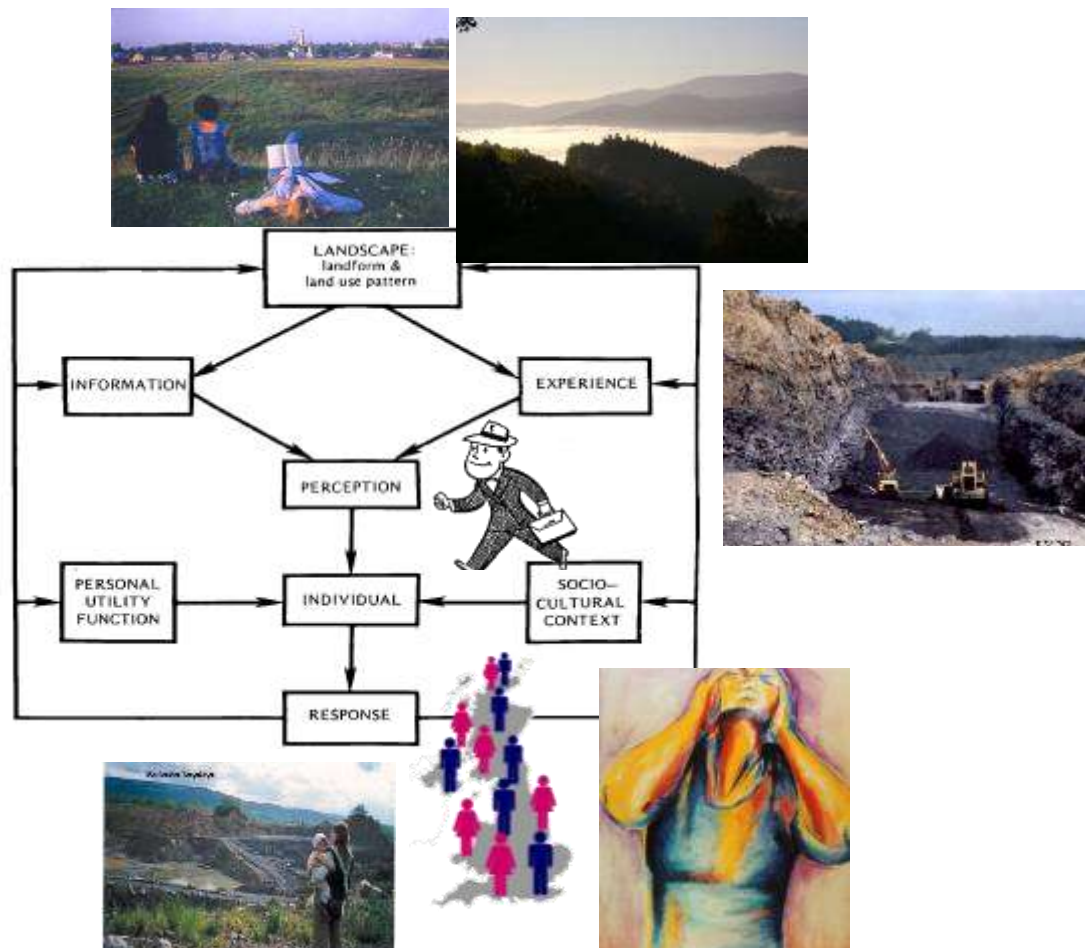 LANDSCAPE:
landform &
land use pattern
INFORMATION
EXPERIENCE
PERCEPTION
PERSONAL
UTILITY
FUNCTION
INDIVIDUAL
SOCIO—
CULTURAL
CONTEXT
RESPONSE